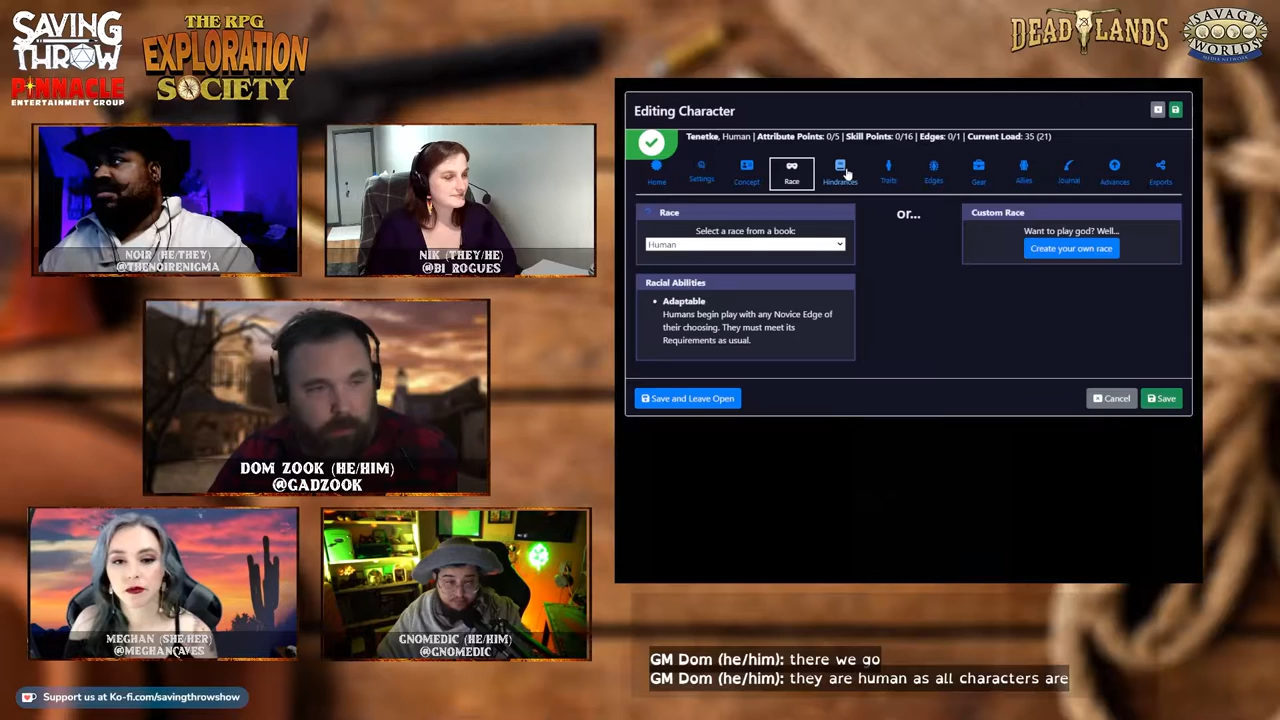 SAVING
THROW
PINNACLE
ENTERTAINMENT GROUP
THE RPG
EXPLORATION
SOCIETY
DEADLANDS
SAVAGE
WORLDS
MEDIA NETWORK
NOIR (HE/THEY)
@THENOIRENIGMA
NIK (THEY/HE)
@BI_ROGUES
DOM ZOOK (HE/HIM)
@GADZOOK
MEGHAN (SHE/HER)
@MEGHANCAVES
GNOMEDIC (HE/HIM)
@GNOMEDIC
Support us at Ko-fi.com/savingthrowshow
Editing Character
Tenetke, Human | Attribute Points: 0/5 | Skill Points: 0/16 | Edges: 0/1 | Current Load: 35 (21)
Home Settings Concept Race Hindrances Traits Edges Gear Allies Journal Advances Exports
Race
Select a race from a book:
Human
or...
Custom Race
Want to play god? Well...
Create your own race
Racial Abilities
• Adaptable
Humans begin play with any Novice Edge of
their choosing. They must meet its
Requirements as usual.
Save and Leave Open
Cancel
Save
GM Dom (he/him): there we go
GM Dom (he/him): they are human as all characters are